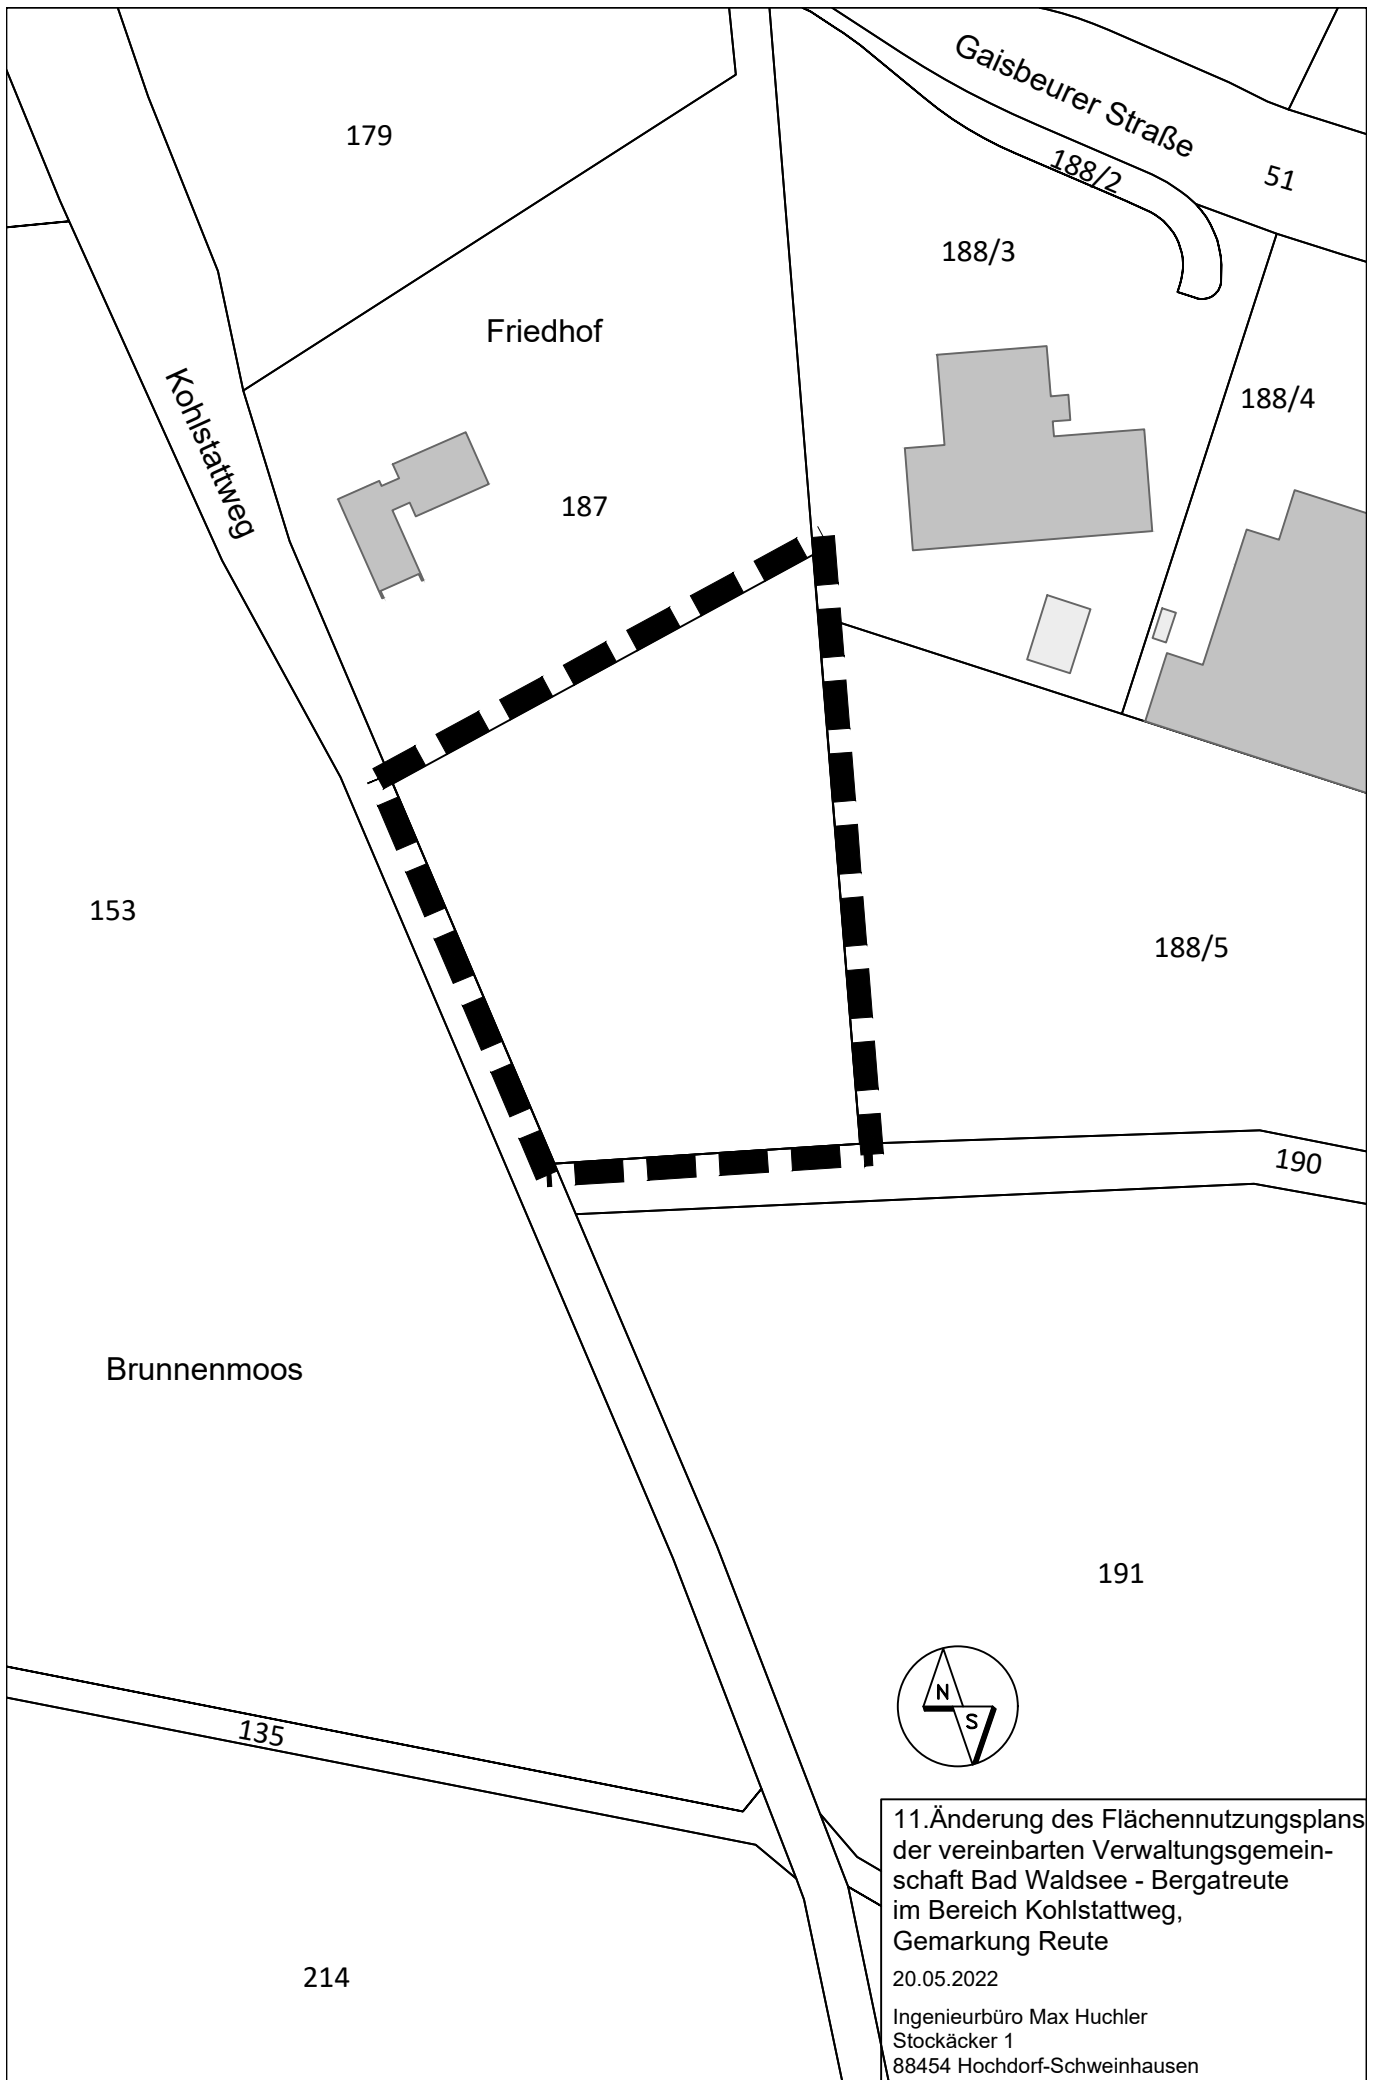 Gaisbeurer Straße
179
188/2
51
188/3
Friedhof
Kohlstattweg
188/4
187
153
188/5
190
Brunnenmoos
191
N
S
135
11.Änderung des Flächennutzungsplans
der vereinbarten Verwaltungsgemein-
schaft Bad Waldsee - Bergatreute
im Bereich Kohlstattweg,
Gemarkung Reute
214
20.05.2022
Ingenieurbüro Max Huchler
Stockäcker 1
88454 Hochdorf-Schweinhausen